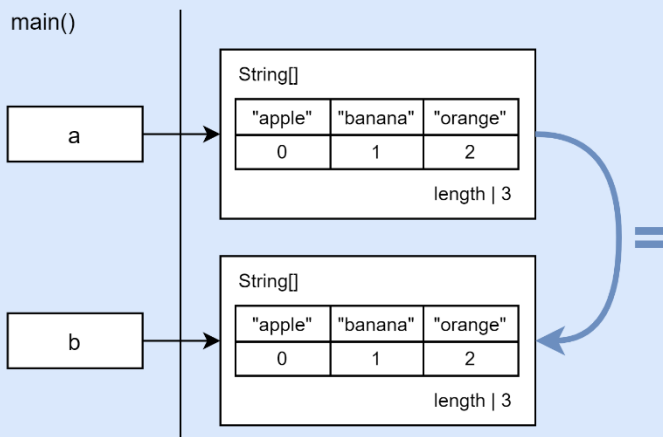 main()
a
String[]
"apple" "banana" "orange"
0 1 2
length | 3
=
b
String[]
"apple" "banana" "orange"
0 1 2
length | 3